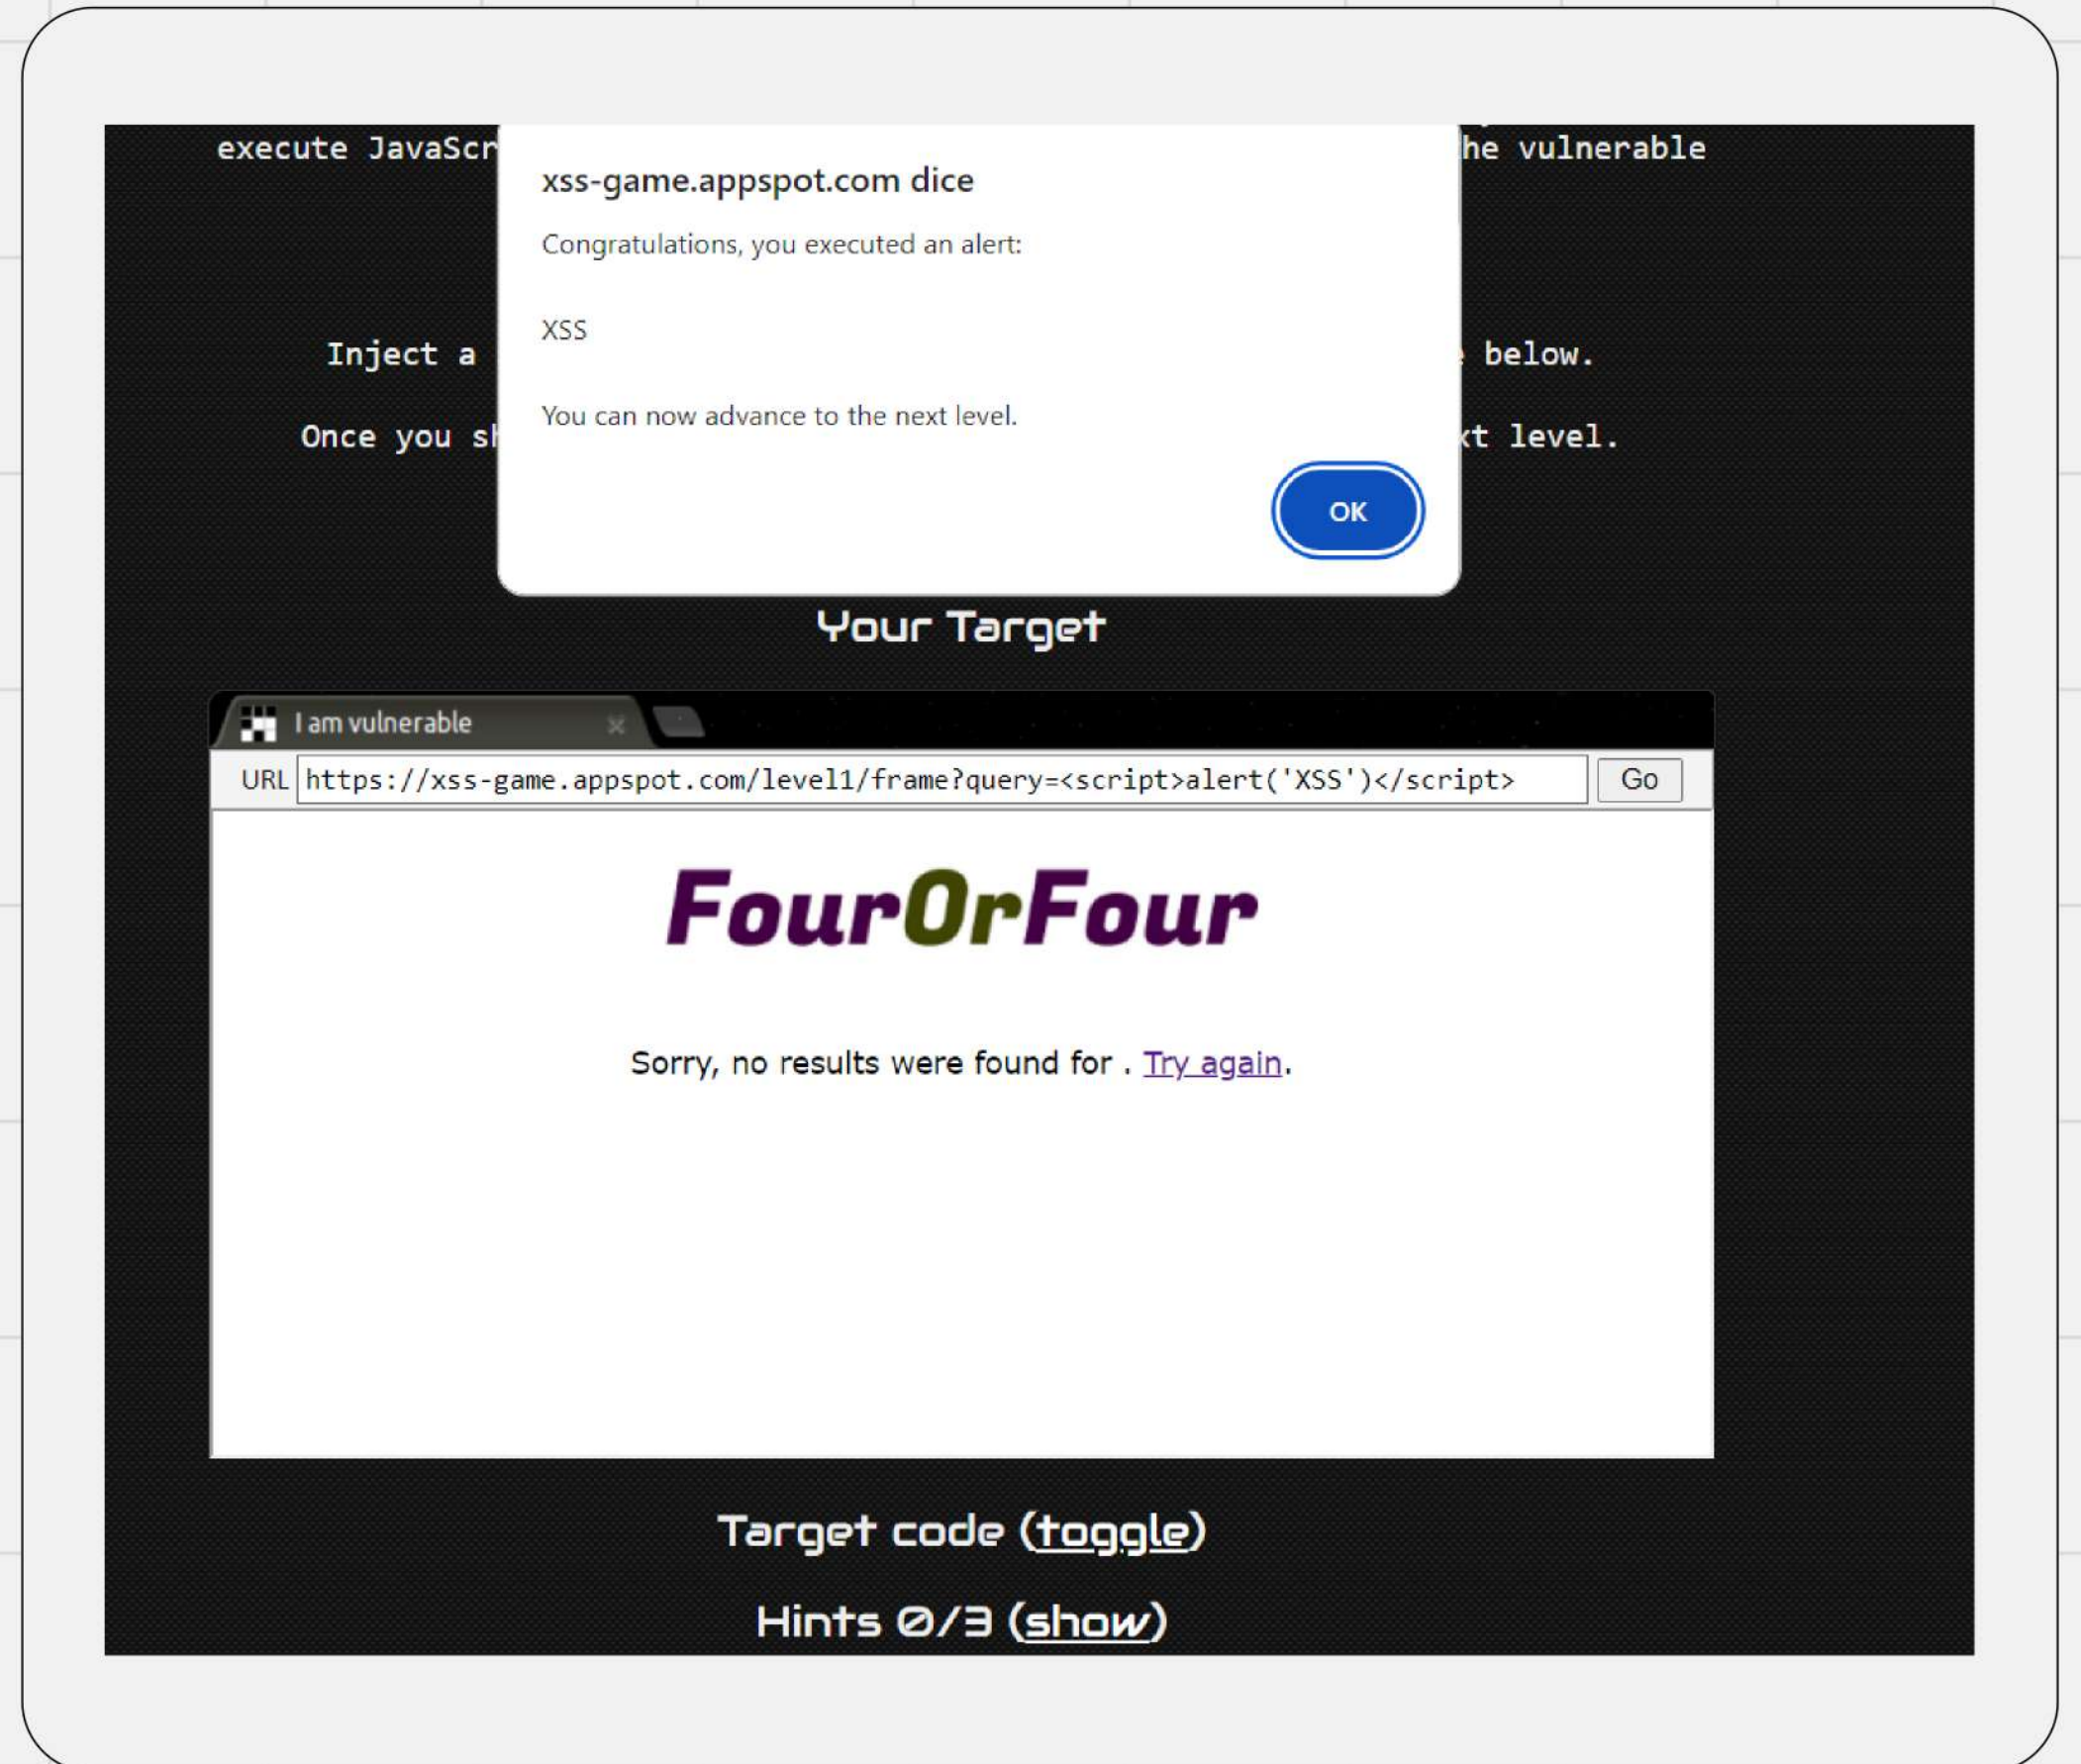 execute JavaScr
he vulnerable
xss-game.appspot.com dice
Congratulations, you executed an alert:
XSS
Inject a
below.
You can now advance to the next level.
Once you sh
xt level.
OK
Your Target
I am vulnerable
URL https://xss-game.appspot.com/level1/frame?query=<script>alert('XSS')</script> Go
FourOrFour
Sorry, no results were found for . Try again.
Target code (toggle)
Hints 0/3 (show)